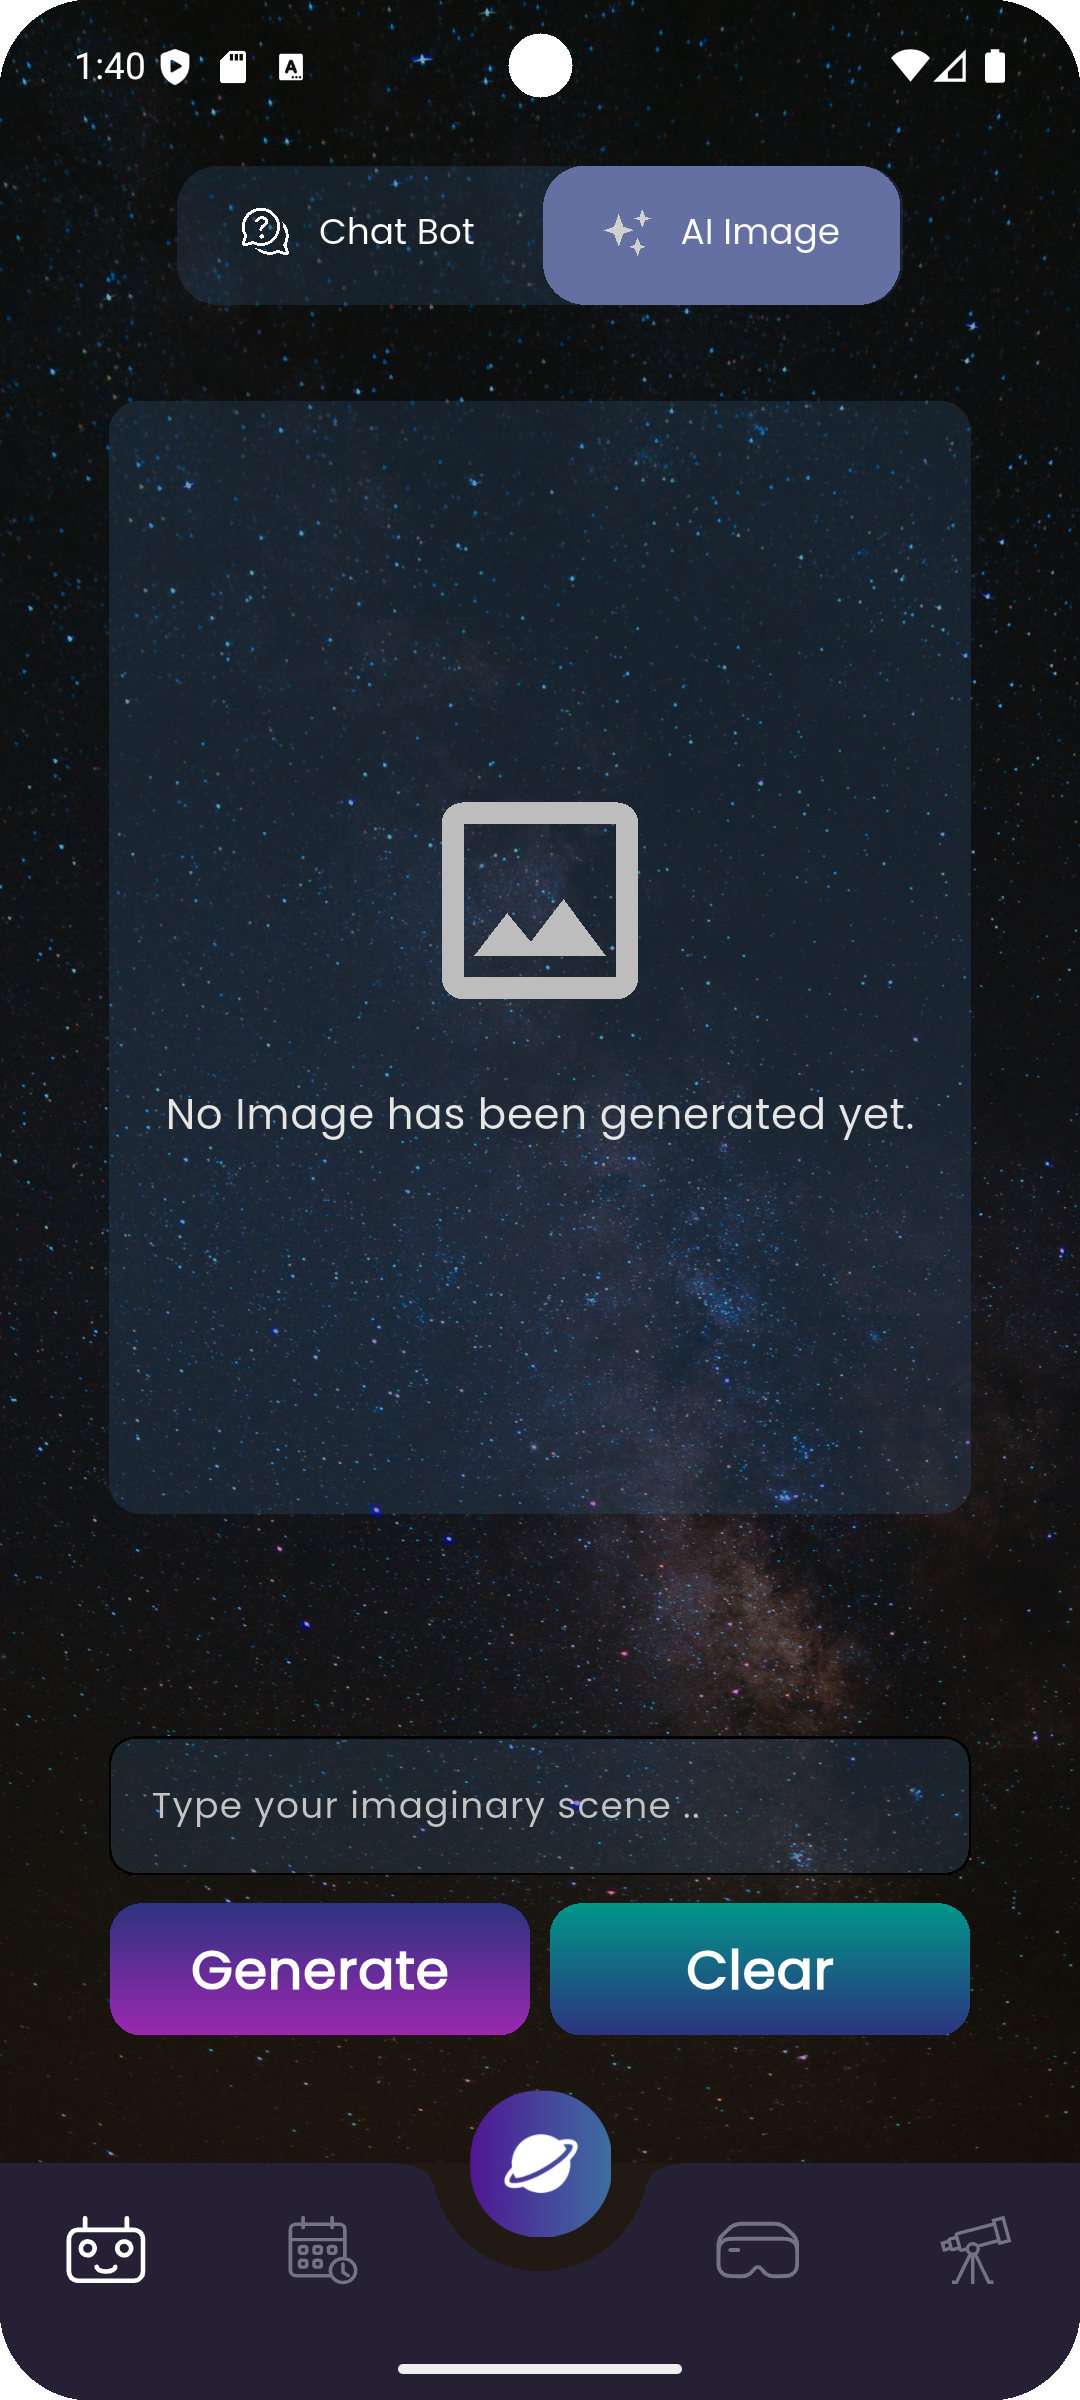 1:40
Chat Bot
AI Image
No Image has been generated yet.
Type your imaginary scene ..
Generate
Clear